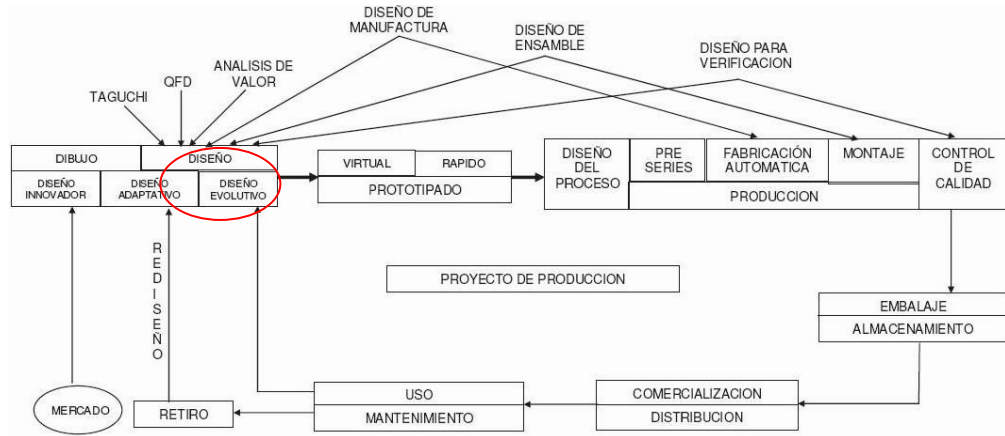 DISEÑO DE
MANUFACTURA
DISEÑO DE
ENSAMBLE
DISEÑO PARA
VERIFICACION
ANALISIS DE
VALOR
QFD
TAGUCHI
DIBUJO
DISEÑO
DISEÑO
INNOVADOR
DISEÑO
ADAPTATIVO
DISEÑO
EVOLUTIVO
VIRTUAL
RAPIDO
PROTOTIPADO
DISEÑO
DEL
PROCESO
PRE
SERIES
FABRICACIÓN
AUTOMATICA
MONTAJE
PRODUCCION
CONTROL
DE
CALIDAD
REDISEÑO
PROYECTO DE PRODUCCION
EMBALAJE
ALMACENAMIENTO
MERCADO
RETIRO
USO
MANTENIMIENTO
COMERCIALIZACION
DISTRIBUCION